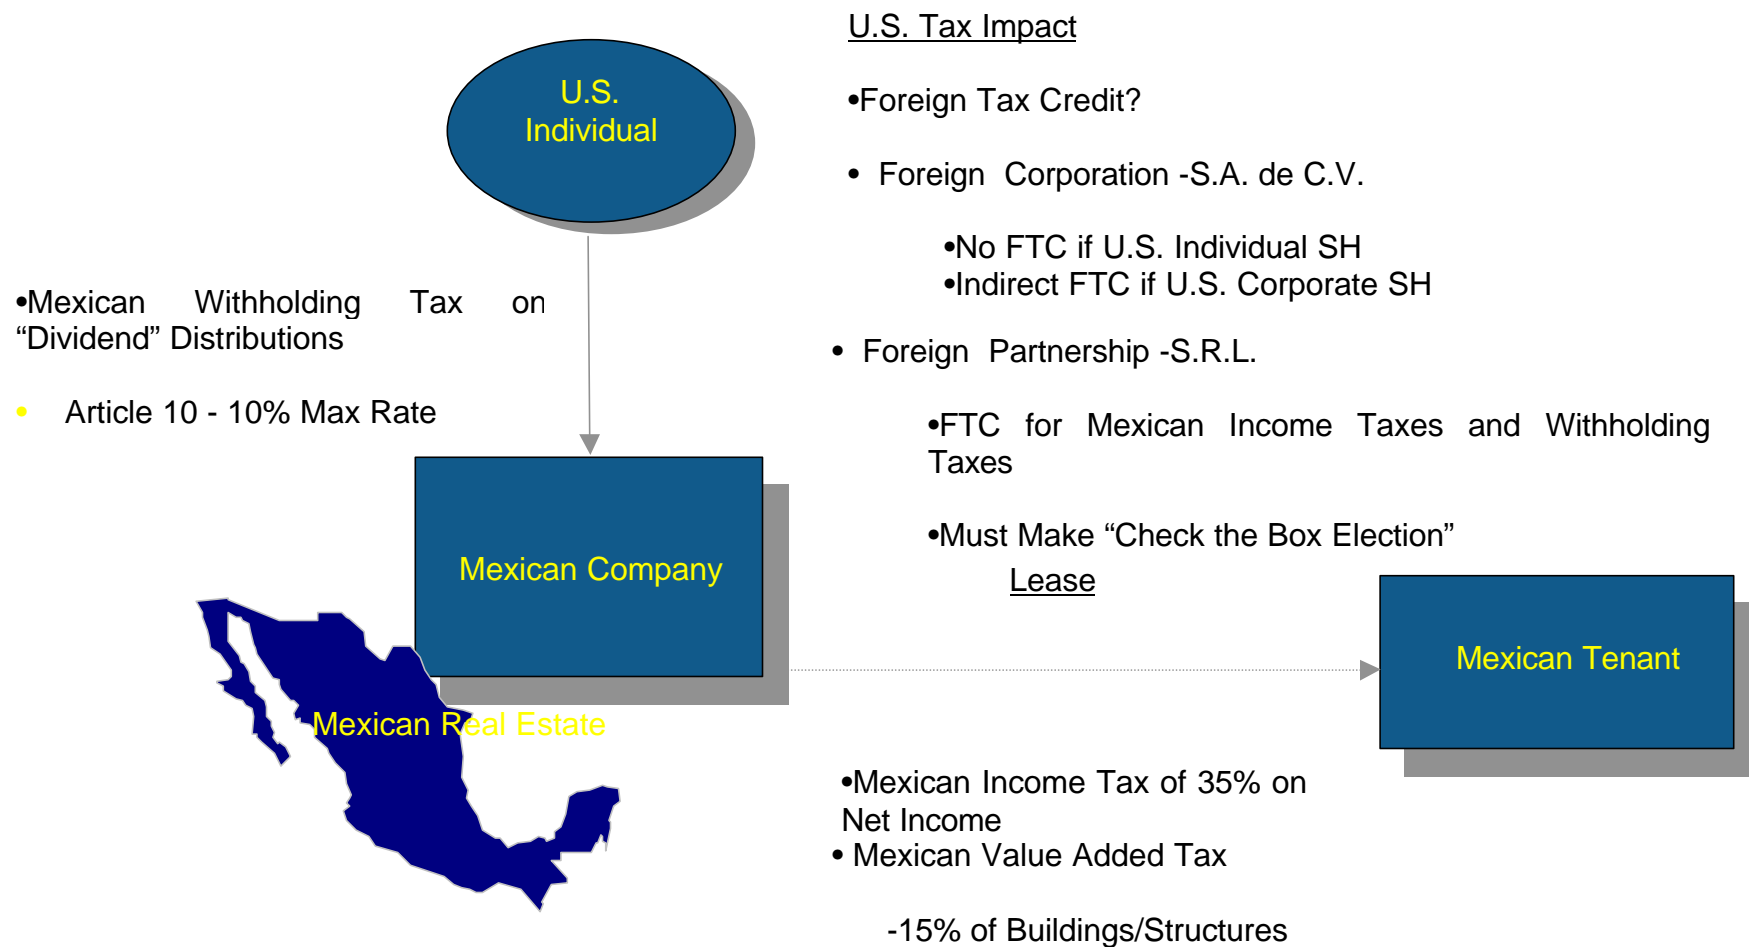 U.S. Tax Impact
U.S.
Individual
•Foreign Tax Credit?
• Foreign Corporation -S.A. de C.V.
•No FTC if U.S. Individual SH
•Indirect FTC if U.S. Corporate SH
•Mexican Withholding Tax on
“Dividend” Distributions
• Article 10 - 10% Max Rate
• Foreign Partnership -S.R.L.
•FTC for Mexican Income Taxes and Withholding
Taxes
•Must Make “Check the Box Election”
Lease
Mexican Company
Mexican Tenant
Mexican Real Estate
•Mexican Income Tax of 35% on
Net Income
• Mexican Value Added Tax
-15% of Buildings/Structures